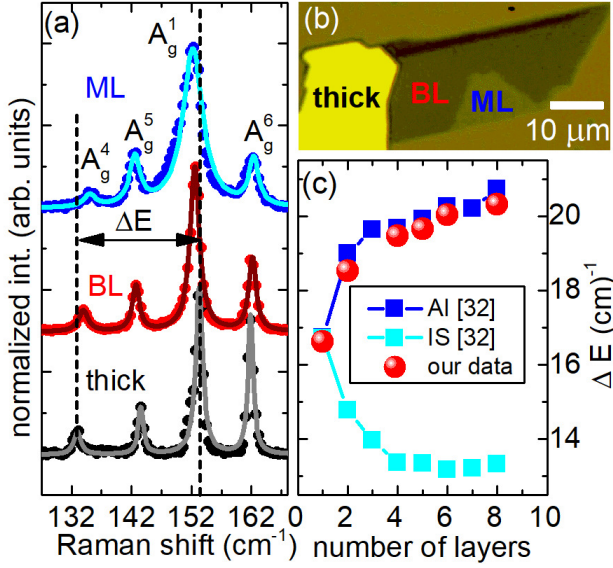 (a)
A_g^1
ML
A_g^5
A_g^4
A_g^6
ΔE
BL
thick
normalized int. (arb. units)
132 142 152 162
Raman shift (cm⁻¹)
(b)
thick
BL
ML
10 μm
(c)
AI [32]
IS [32]
our data
20
18
16
14
Δ E (cm)⁻¹
0 2 4 6 8 10
number of layers